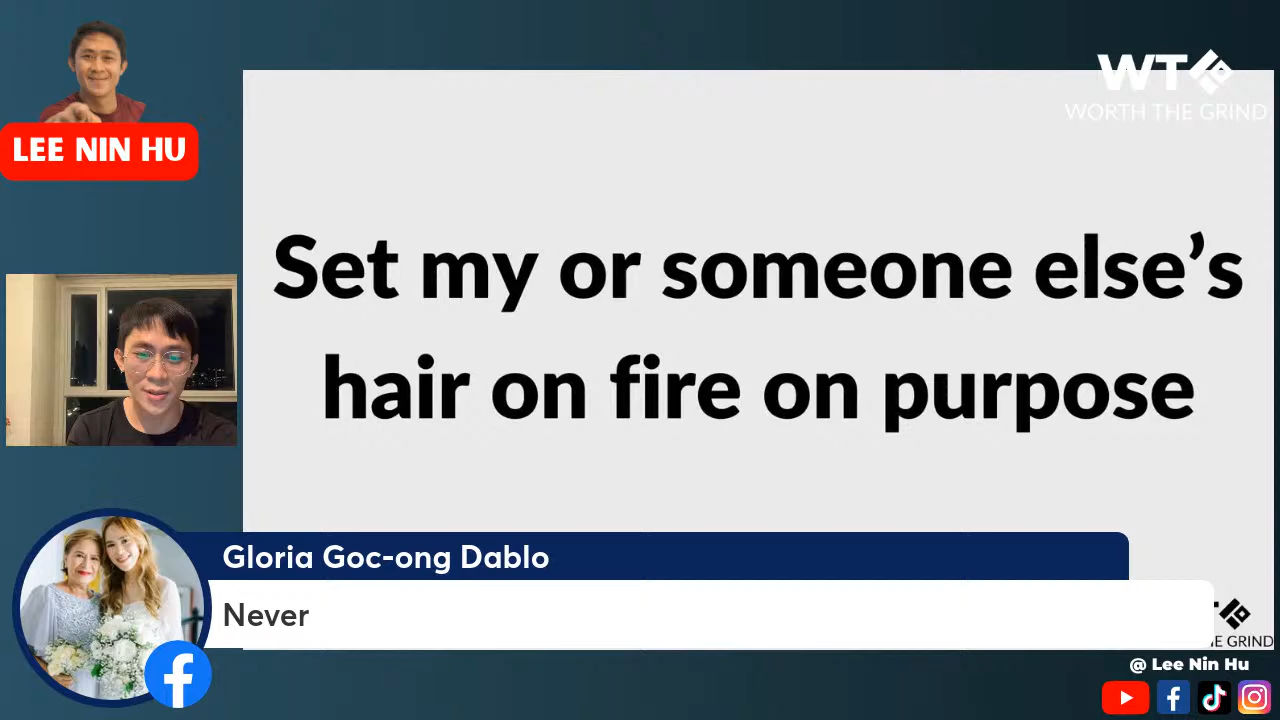 WT
WORTH THE GRIND
LEE NIN HU
Set my or someone else’s
hair on fire on purpose
Gloria Goc-ong Dablo
Never
THE GRIND
@ Lee Nin Hu